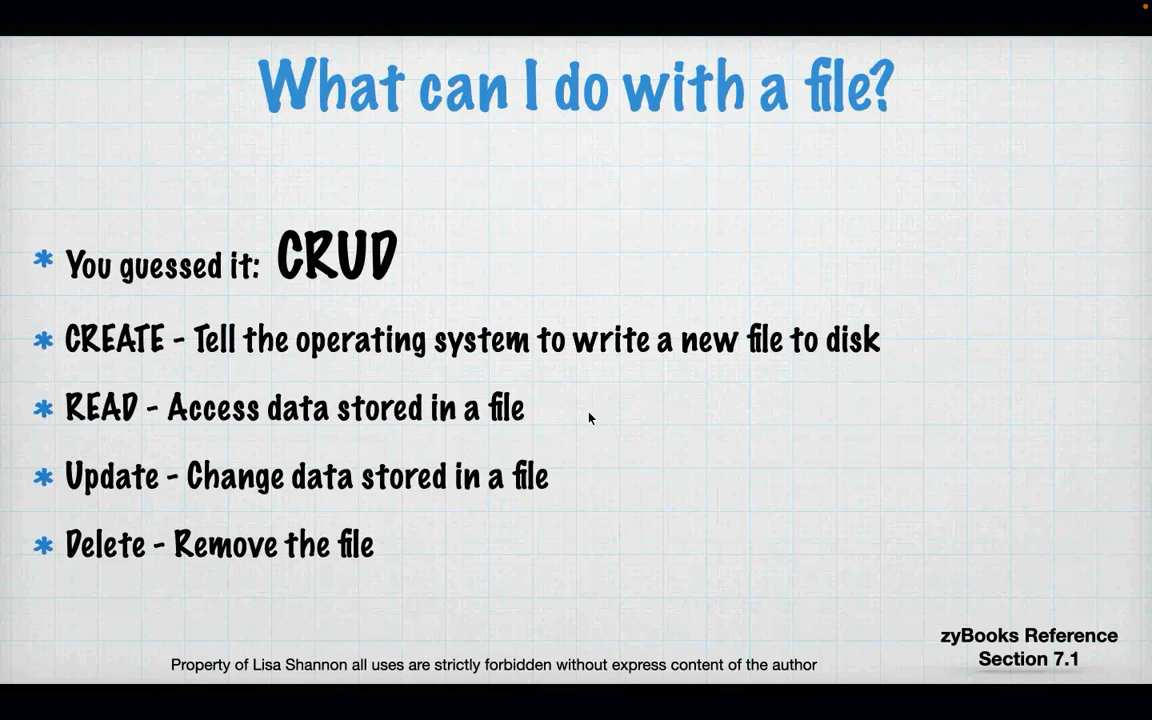 What can I do with a file?
* You guessed it: CRUD
* CREATE - Tell the operating system to write a new file to disk
* READ - Access data stored in a file
* Update - Change data stored in a file
* Delete - Remove the file
zyBooks Reference
Section 7.1
Property of Lisa Shannon all uses are strictly forbidden without express content of the author